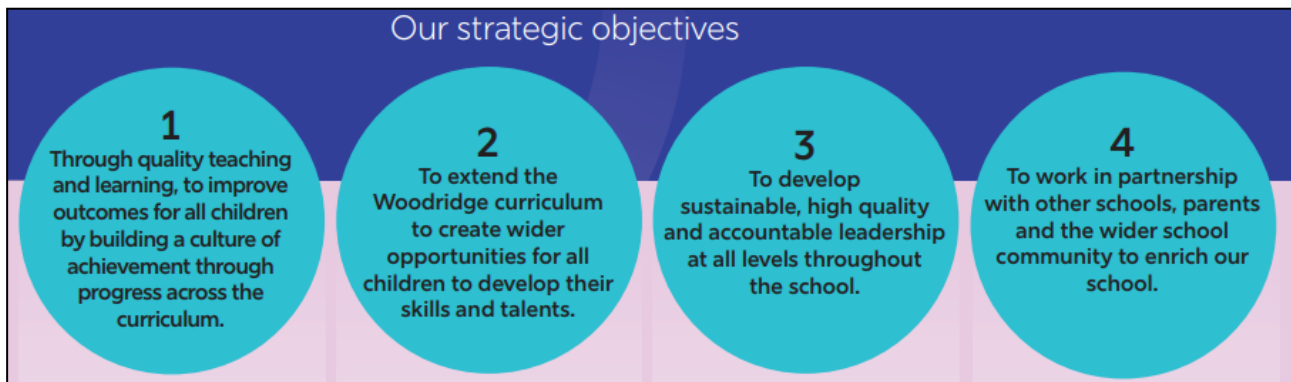 Our strategic objectives
1
Through quality teaching
and learning, to improve
outcomes for all children
by building a culture of
achievement through
progress across the
curriculum.
2
To extend the
Woodridge curriculum
to create wider
opportunities for all
children to develop their
skills and talents.
3
To develop
sustainable, high quality
and accountable leadership
at all levels throughout
the school.
4
To work in partnership
with other schools, parents
and the wider school
community to enrich our
school.